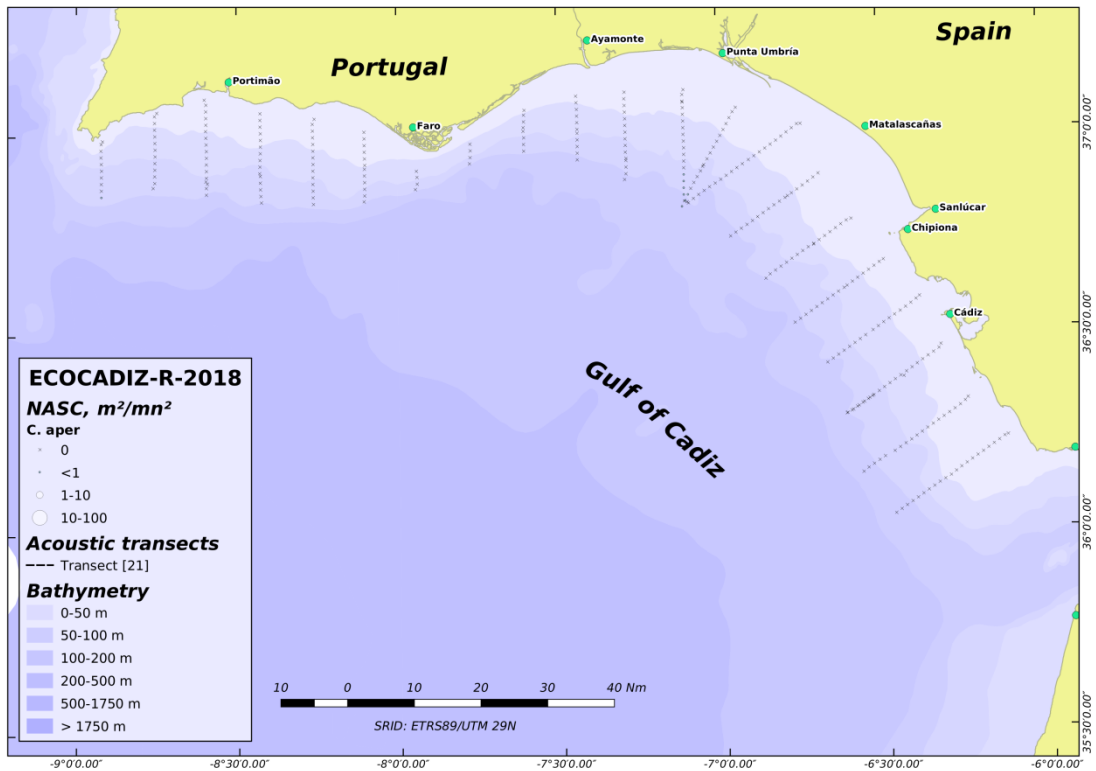 Spain
Portugal
Ayamonte
Punta Umbría
Portimão
Faro
Matalascañas
Sanlúcar
Chipiona
Cádiz
Gulf of Cadiz
ECOCADIZ-R-2018
NASC, m²/mn²
C. aper
0
<1
1-10
10-100
Acoustic transects
Transect [21]
Bathymetry
0-50 m
50-100 m
100-200 m
200-500 m
500-1750 m
> 1750 m
10 0 10 20 30 40 Nm
SRID: ETRS89/UTM 29N
37°0'0.00"
36°30'0.00"
36°0'0.00"
35°30'0.00"
-9°0'0.00" -8°30'0.00" -8°0'0.00" -7°30'0.00" -7°0'0.00" -6°30'0.00" -6°0'0.00"